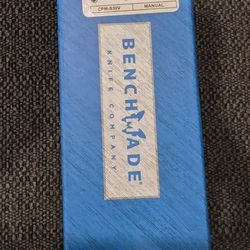 CPM-S30V MANUAL
BENCHMADE®
KNIFE COMPANY